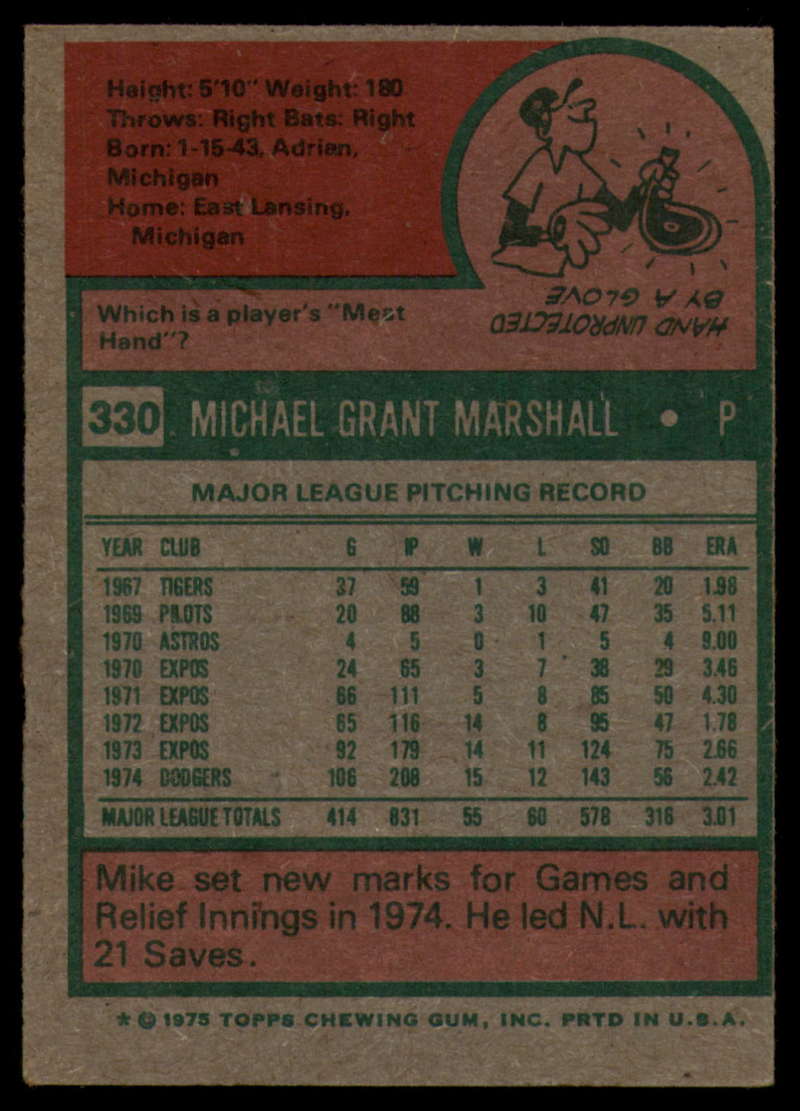 Height: 5'10" Weight: 180
Throws: Right Bats: Right
Born: 1-15-43, Adrian,
Michigan
Home: East Lansing,
Michigan
HAND UNPROTECTED
BY A GLOVE
Which is a player's "Meat
Hand"?
330. MICHAEL GRANT MARSHALL • P
MAJOR LEAGUE PITCHING RECORD
YEAR CLUB G IP W L SO BB ERA
1967 TIGERS 37 59 1 3 41 20 1.98
1969 PILOTS 20 88 3 10 47 35 5.11
1970 ASTROS 4 5 0 1 5 4 9.00
1970 EXPOS 24 65 3 7 38 29 3.46
1971 EXPOS 66 111 5 8 85 50 4.30
1972 EXPOS 65 116 14 8 95 47 1.78
1973 EXPOS 92 179 14 11 124 75 2.66
1974 DODGERS 106 208 15 12 143 56 2.42
MAJOR LEAGUE TOTALS 414 831 55 60 578 316 3.01
Mike set new marks for Games and
Relief Innings in 1974. He led N.L. with
21 Saves.
* © 1975 TOPPS CHEWING GUM, INC. PRTD IN U.S.A.